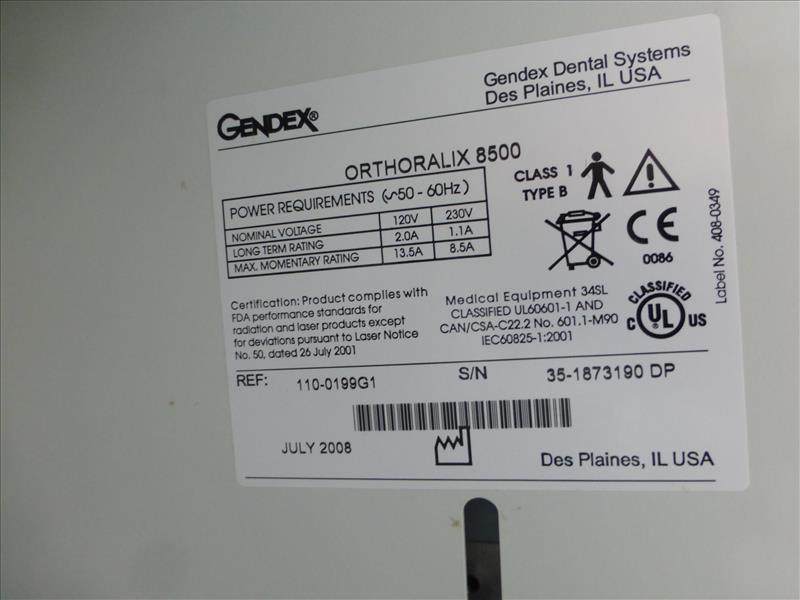 GENDEX®
Gendex Dental Systems
Des Plaines, IL USA
ORTHORALIX 8500
POWER REQUIREMENTS (∿50 - 60Hz)
NOMINAL VOLTAGE 120V 230V
LONG TERM RATING 2.0A 1.1A
MAX. MOMENTARY RATING 13.5A 8.5A
CLASS 1
TYPE B
CE
0086
Label No. 408-0349
Certification: Product complies with
FDA performance standards for
radiation and laser products except
for deviations pursuant to Laser Notice
No. 50, dated 26 July 2001
Medical Equipment 34SL
CLASSIFIED UL60601-1 AND
CAN/CSA-C22.2 No. 601.1-M90
IEC60825-1:2001
CLASSIFIED
C UL® US
REF: 110-0199G1 S/N 35-1873190 DP
JULY 2008
Des Plaines, IL USA